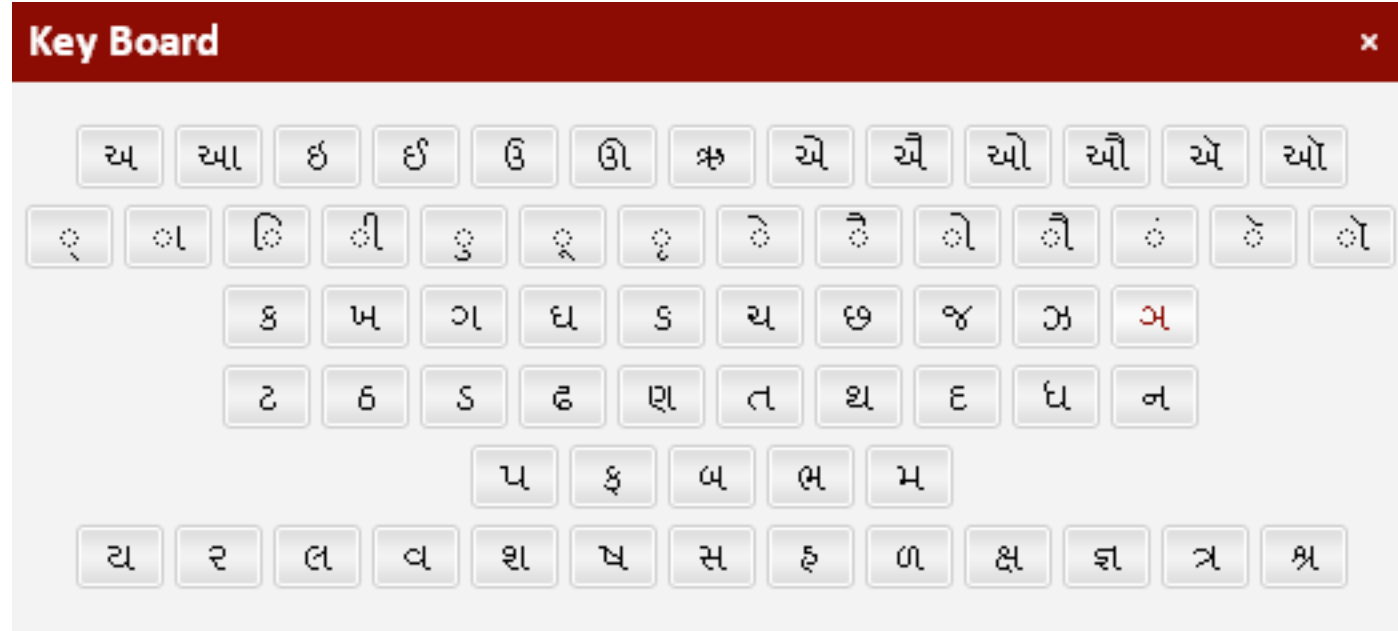 Key Board ×
અ આ ઇ ઈ ઉ ઊ ઋ એ ઐ ઓ ઔ ઍ ઑ
્ ા િ ી ુ ૂ ૃ ે ૈ ો ૌ ં ૅ ૉ
ક ખ ગ ઘ ઙ ચ છ જ ઝ ઞ
ટ ઠ ડ ઢ ણ ત થ દ ધ ન
પ ફ બ ભ મ
ય ર લ વ શ ષ સ હ ળ ક્ષ જ્ઞ ત્ર શ્ર